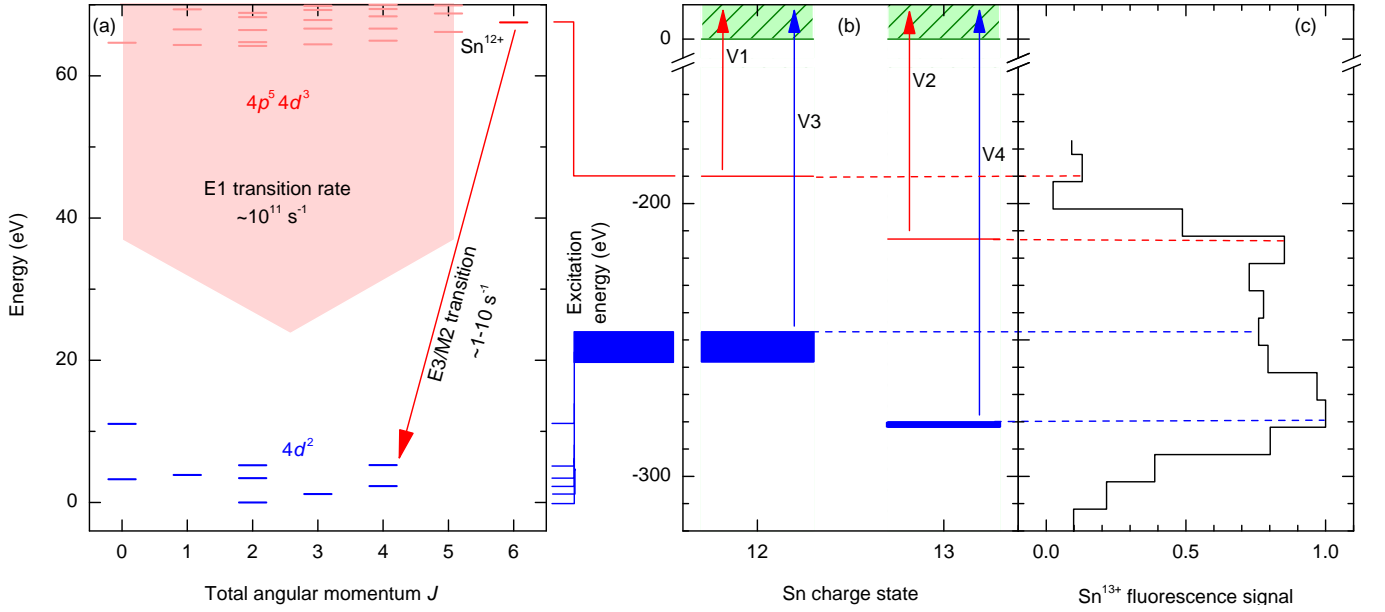 (a)
(b)
(c)
Sn¹²⁺
V1
V2
V3
V4
4p⁵ 4d³
E1 transition rate
~10¹¹ s⁻¹
E3/M2 transition
~1-10 s⁻¹
4d²
Excitation
energy (eV)
Energy (eV)
60
40
20
0
0 1 2 3 4 5 6
Total angular momentum J
0
-200
-300
12 13
Sn charge state
0.0 0.5 1.0
Sn¹³⁺ fluorescence signal